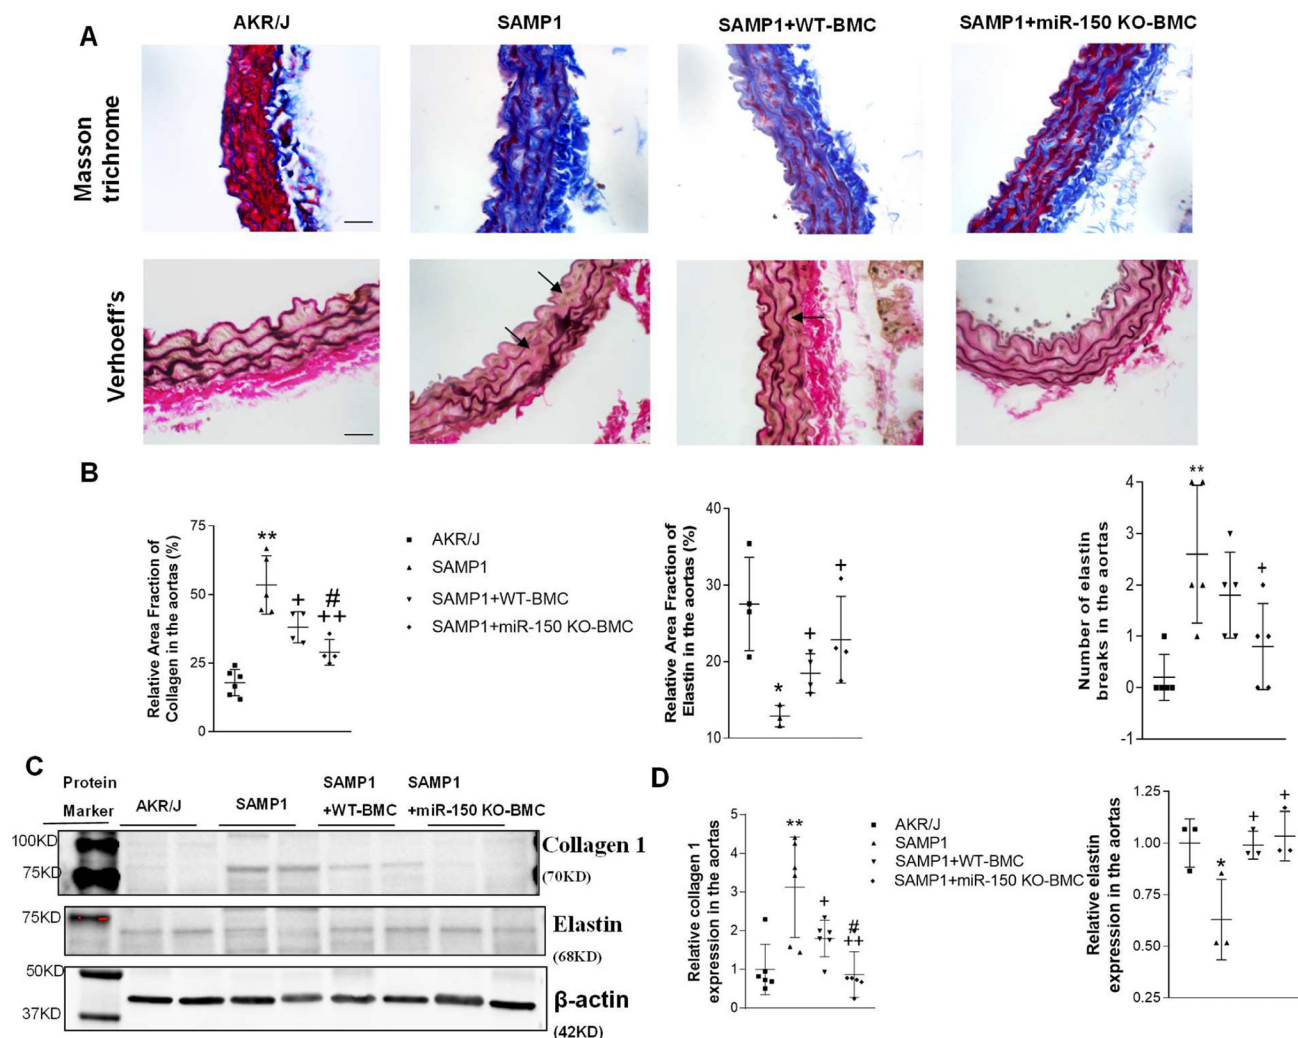 A
AKR/J
SAMP1
SAMP1+WT-BMC
SAMP1+miR-150 KO-BMC
Masson
trichrome
Verhoeff's
B
Relative Area Fraction of
Collagen in the aortas (%)
75
50
25
0
**
+
#
++
AKR/J
SAMP1
SAMP1+WT-BMC
SAMP1+miR-150 KO-BMC
Relative Area Fraction of
Elastin in the aortas (%)
40
30
20
10
*
+
+
Number of elastin
breaks in the aortas
4
3
2
1
0
-1
**
+
C
Protein
Marker
AKR/J
SAMP1
SAMP1
+WT-BMC
SAMP1
+miR-150 KO-BMC
100KD
75KD
Collagen 1
(70KD)
75KD
Elastin
(68KD)
50KD
37KD
β-actin
(42KD)
D
Relative collagen 1
expression in the aortas
5
4
3
2
1
0
**
+
#
++
AKR/J
SAMP1
SAMP1+WT-BMC
SAMP1+miR-150 KO-BMC
Relative elastin
expression in the aortas
1.25
1.00
0.75
0.50
0.25
*
+
+